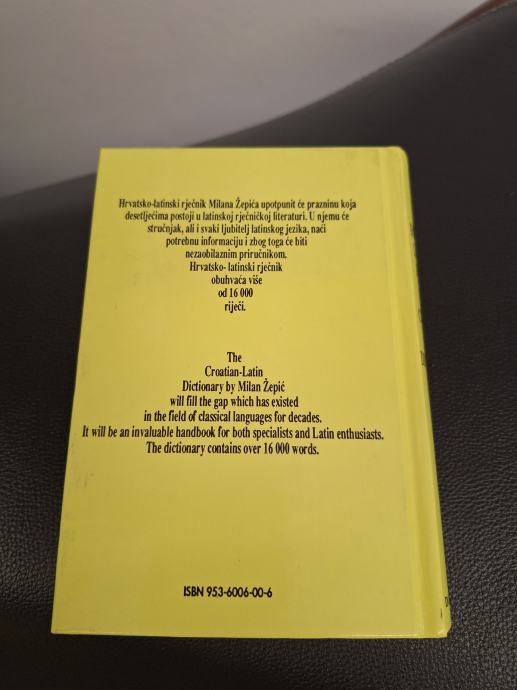 Hrvatsko-latinski rječnik Milana Žepića upotpunit će prazninu koja
desetljećima postoji u latinskoj rječničkoj literaturi. U njemu će
stručnjak, ali i svaki ljubitelj latinskog jezika, naći
potrebnu informaciju i zbog toga će biti
nezaobilaznim priručnikom.
Hrvatsko- latinski rječnik
obuhvaća više
od 16 000
riječi.
The
Croatian-Latin
Dictionary by Milan Žepić
will fill the gap which has existed
in the field of classical languages for decades.
It will be an invaluable handbook for both specialists and Latin enthusiasts.
The dictionary contains over 16 000 words.
ISBN 953-6006-00-6